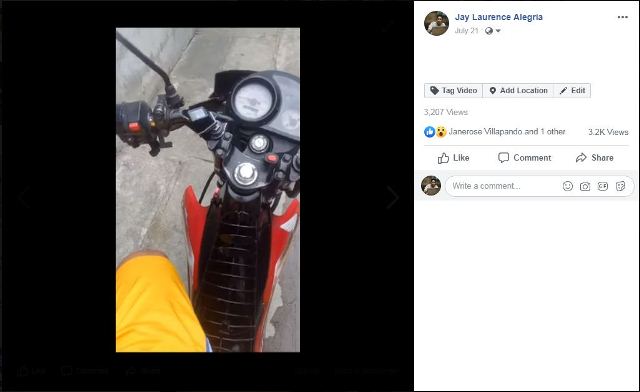 Jay Laurence Alegria
July 21
Tag Video
Add Location
Edit
3,207 Views
Janerose Villapando and 1 other
3.2K Views
Like
Comment
Share
Write a comment...
Like
Comment
Share